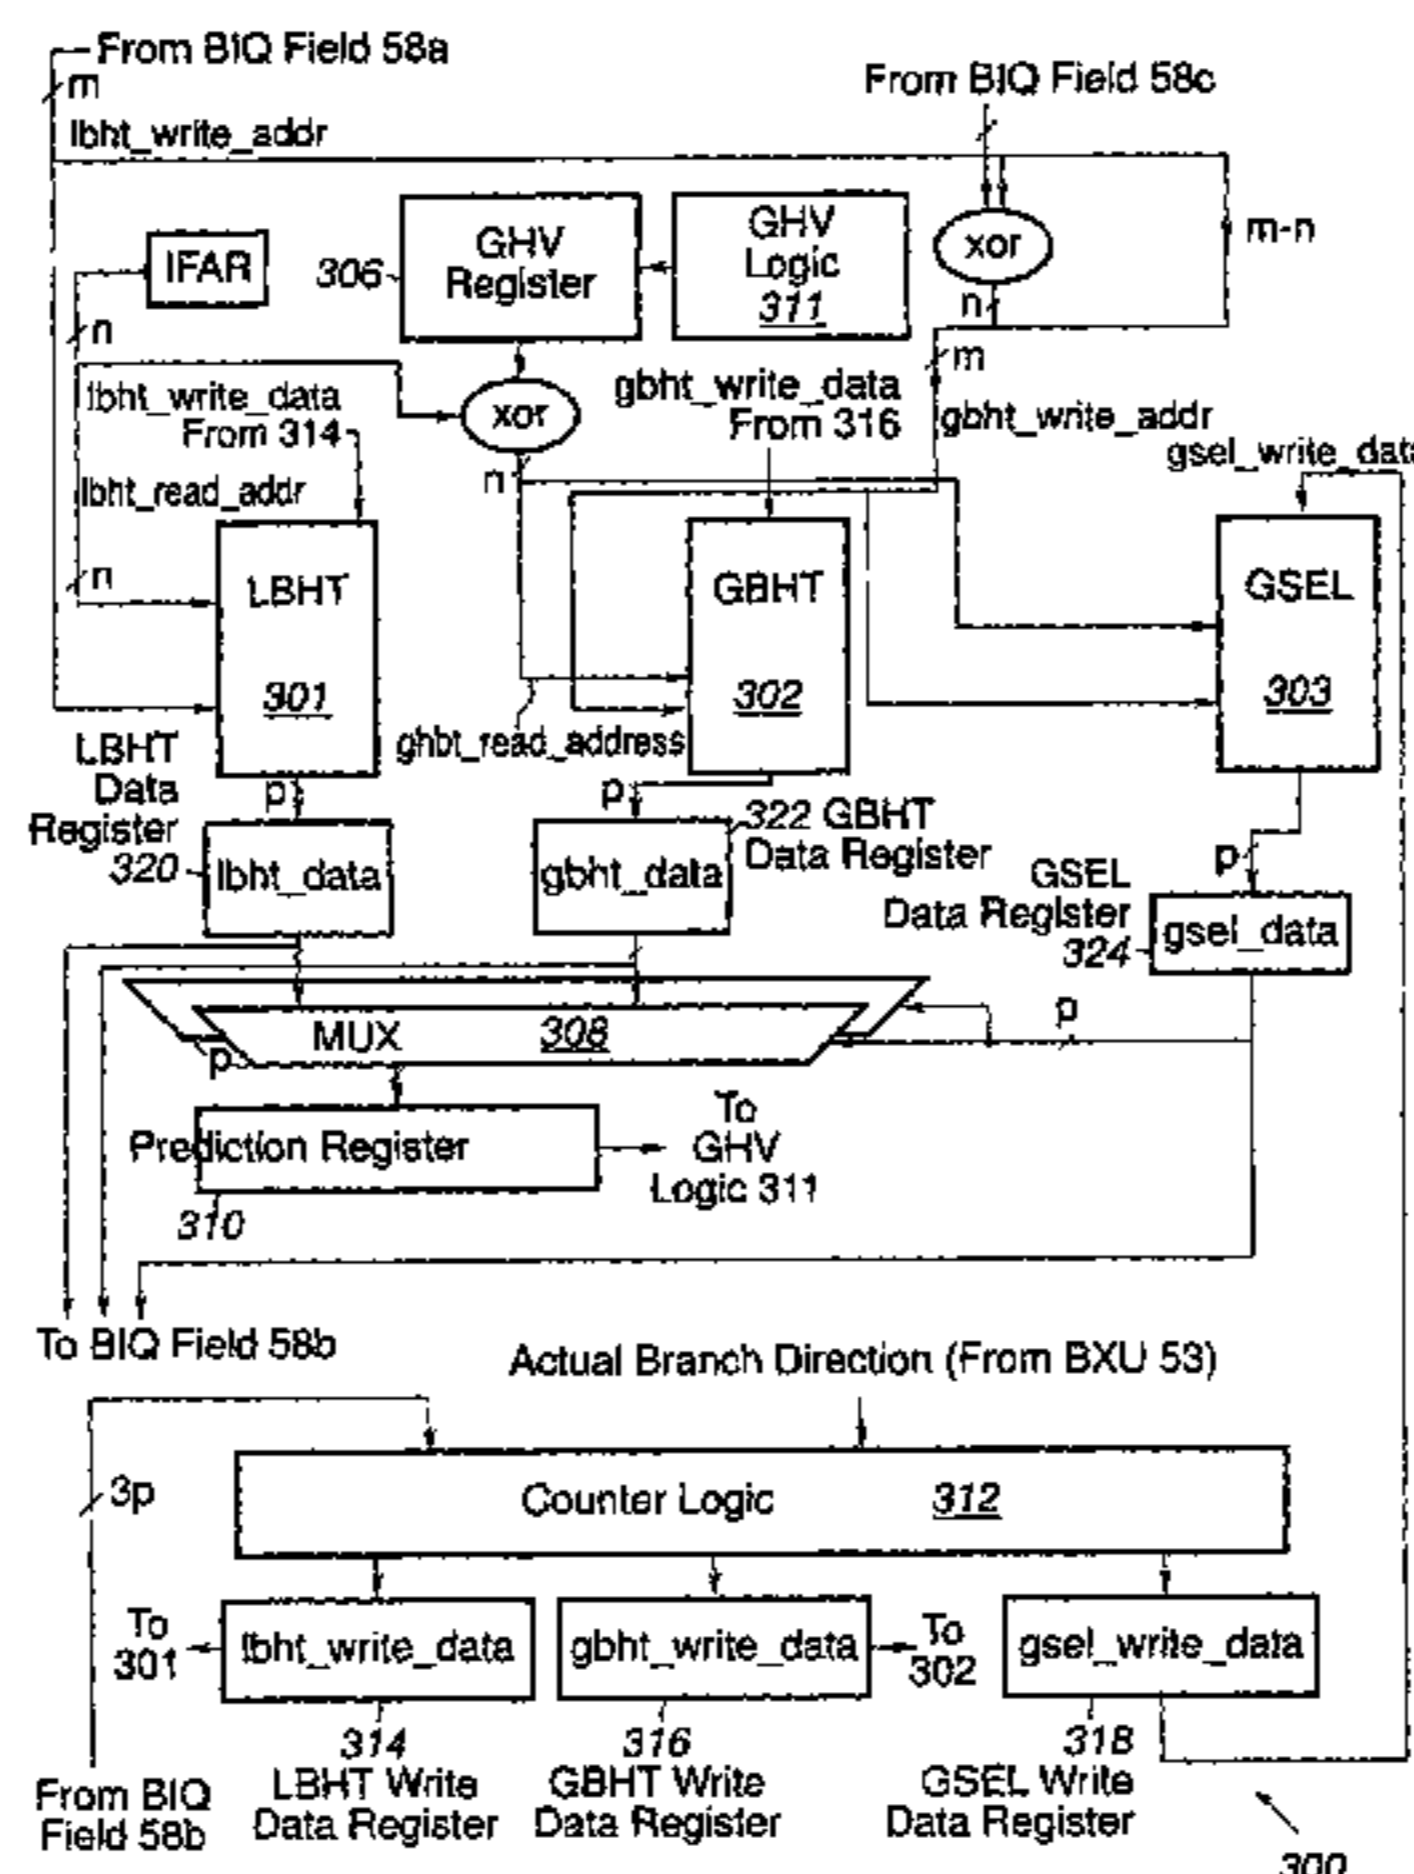 From BIQ Field 58a
m
lbht_write_addr
From BIQ Field 58c
IFAR
306
GHV
Register
GHV
Logic
311
xor
m-n
n
n
m
lbht_write_data
From 314
xor
gbht_write_data
From 316
gbht_write_addr
gsel_write_data
lbht_read_addr
n
n
LBHT
301
GBHT
302
GSEL
303
ghbt_read_address
LBHT
Data
Register
320
p
lbht_data
p
gbht_data
322 GBHT
Data Register
p
GSEL
Data Register
324
gsel_data
MUX
308
p
p
Prediction Register
310
To
GHV
Logic 311
To BIQ Field 58b
Actual Branch Direction (From BXU 53)
3p
Counter Logic
312
To
301
lbht_write_data
gbht_write_data
To
302
gsel_write_data
314
LBHT Write
Data Register
316
GBHT Write
Data Register
318
GSEL Write
Data Register
From BIQ
Field 58b
300